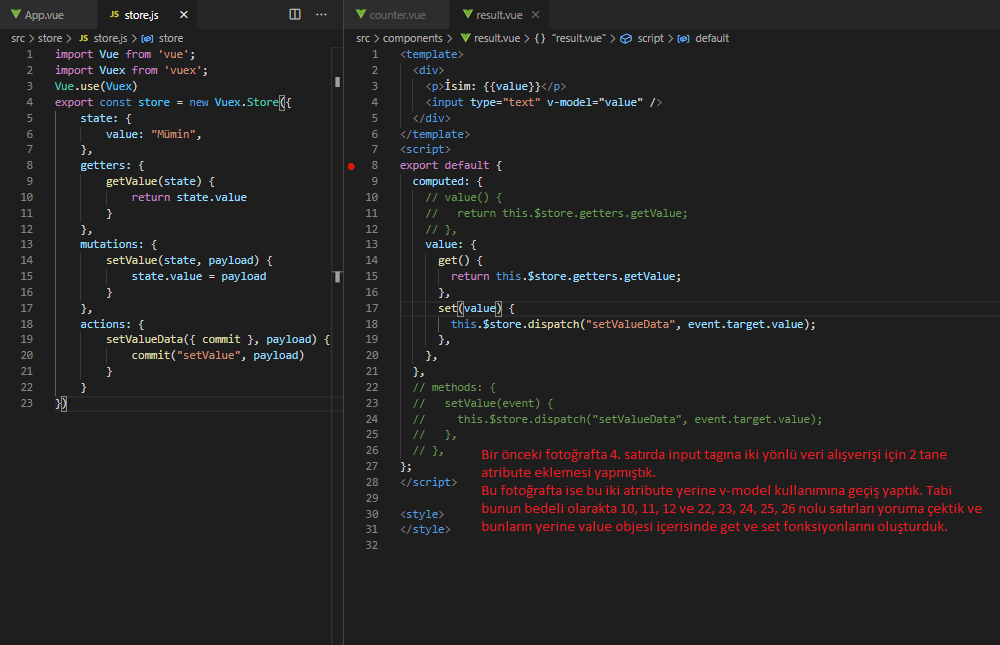 App.vue
JS store.js ×
src > store > JS store.js > store
1 import Vue from 'vue';
2 import Vuex from 'vuex';
3 Vue.use(Vuex)
4 export const store = new Vuex.Store({
5 state: {
6 value: "Mümin",
7 },
8 getters: {
9 getValue(state) {
10 return state.value
11 }
12 },
13 mutations: {
14 setValue(state, payload) {
15 state.value = payload
16 }
17 },
18 actions: {
19 setValueData({ commit }, payload) {
20 commit("setValue", payload)
21 }
22 }
23 })
counter.vue
result.vue ×
src > components > result.vue > {} "result.vue" > script > default
1 <template>
2 <div>
3 <p>İsim: {{value}}</p>
4 <input type="text" v-model="value" />
5 </div>
6 </template>
7 <script>
8 export default {
9 computed: {
10 // value() {
11 // return this.$store.getters.getValue;
12 // },
13 value: {
14 get() {
15 return this.$store.getters.getValue;
16 },
17 set(value) {
18 this.$store.dispatch("setValueData", event.target.value);
19 },
20 },
21 },
22 // methods: {
23 // setValue(event) {
24 // this.$store.dispatch("setValueData", event.target.value);
25 // },
26 // },
27 };
28 </script>
29
30 <style>
31 </style>
32
Bir önceki fotoğrafta 4. satırda input tagına iki yönlü veri alışverişi için 2 tane
atribute eklemesi yapmıştık.
Bu fotoğrafta ise bu iki atribute yerine v-model kullanımına geçiş yaptık. Tabi
bunun bedeli olarakta 10, 11, 12 ve 22, 23, 24, 25, 26 nolu satırları yoruma çektik ve
bunların yerine value objesi içerisinde get ve set fonksiyonlarını oluşturduk.